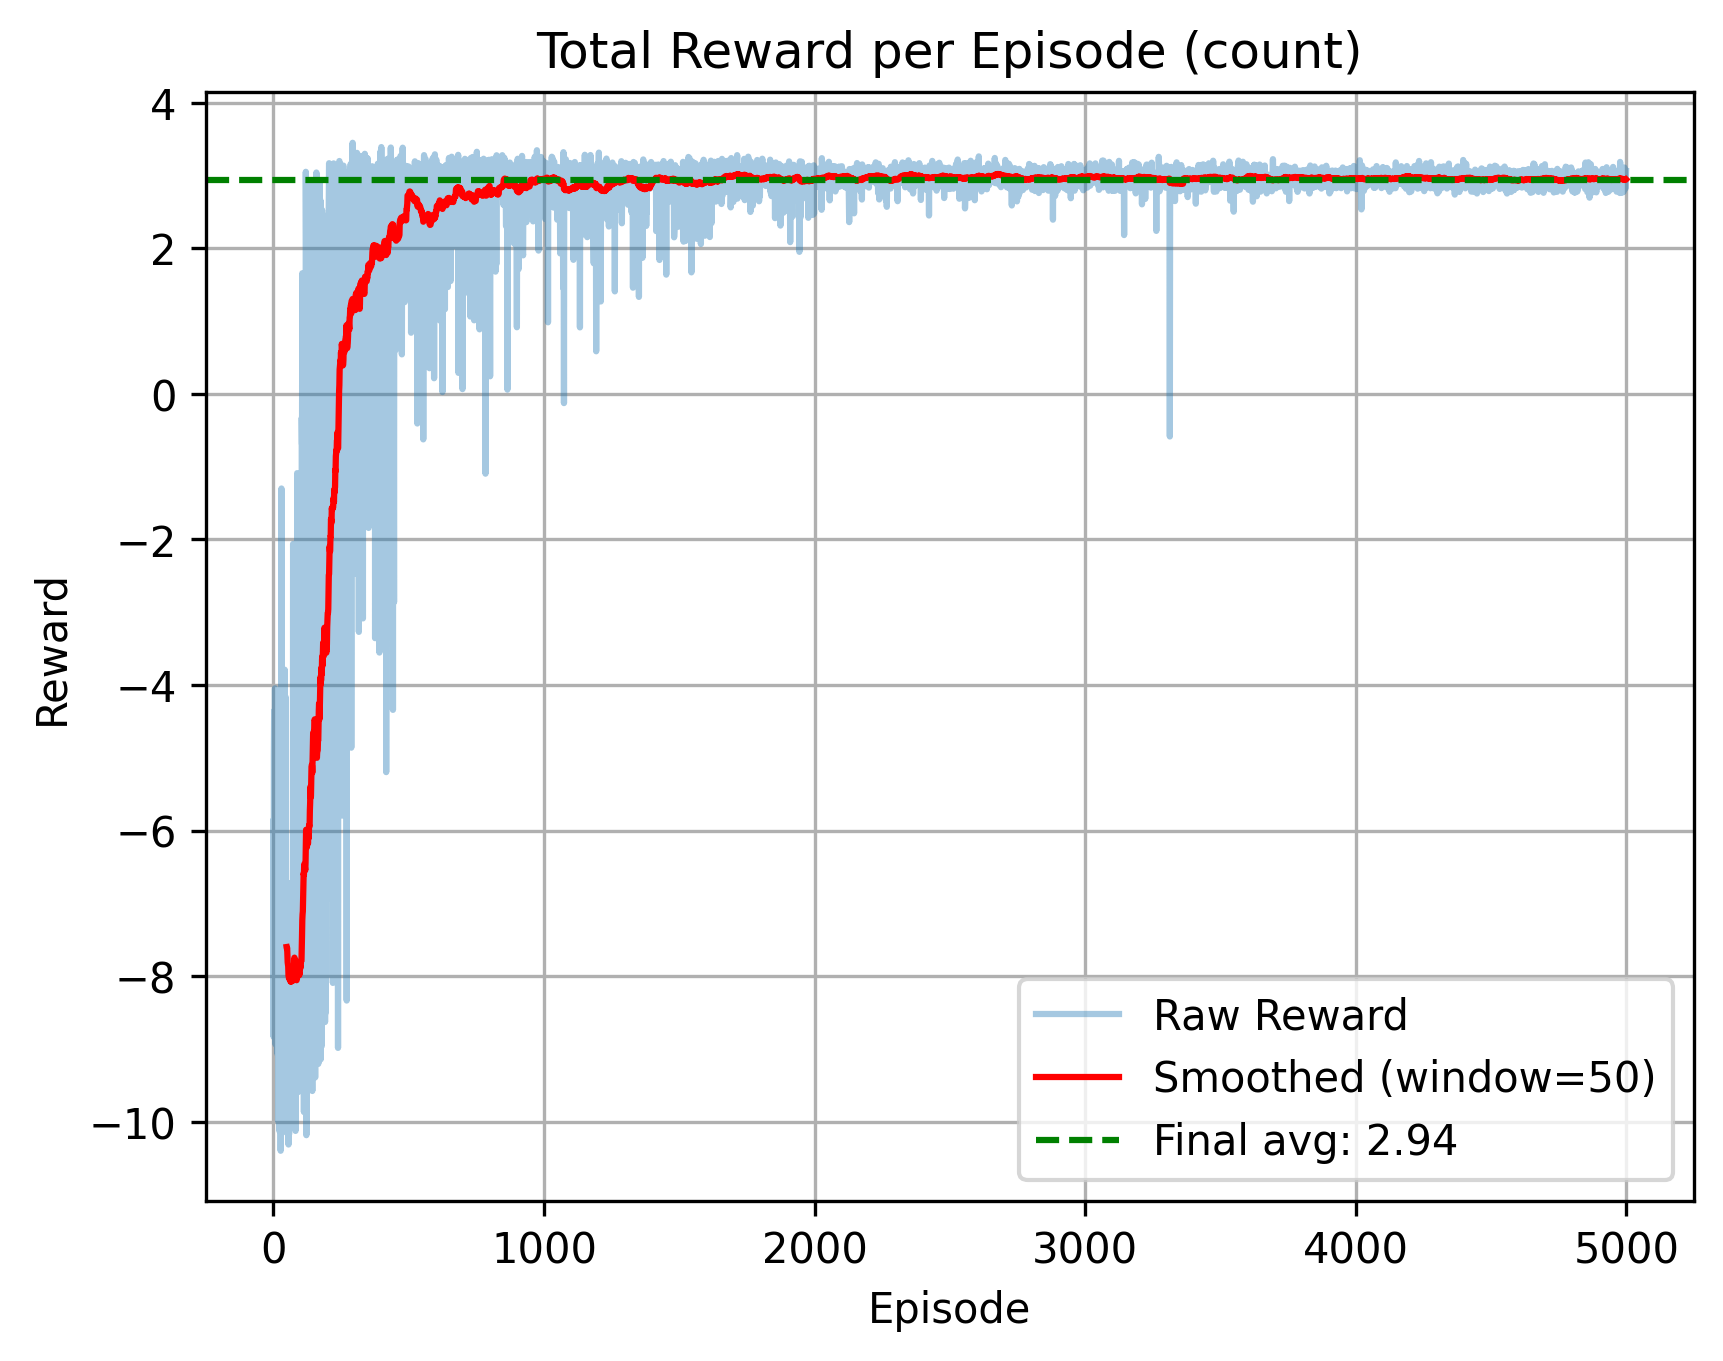 Total Reward per Episode (count)
4
2
0
−2
−4
−6
−8
−10
Reward
Raw Reward
Smoothed (window=50)
Final avg: 2.94
0 1000 2000 3000 4000 5000
Episode